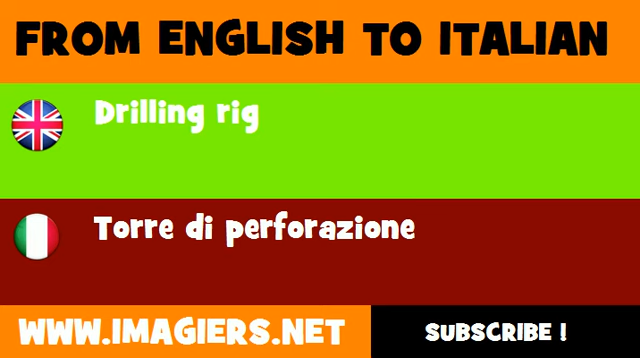 FROM ENGLISH TO ITALIAN
Drilling rig
Torre di perforazione
WWW.IMAGIERS.NET
SUBSCRIBE !